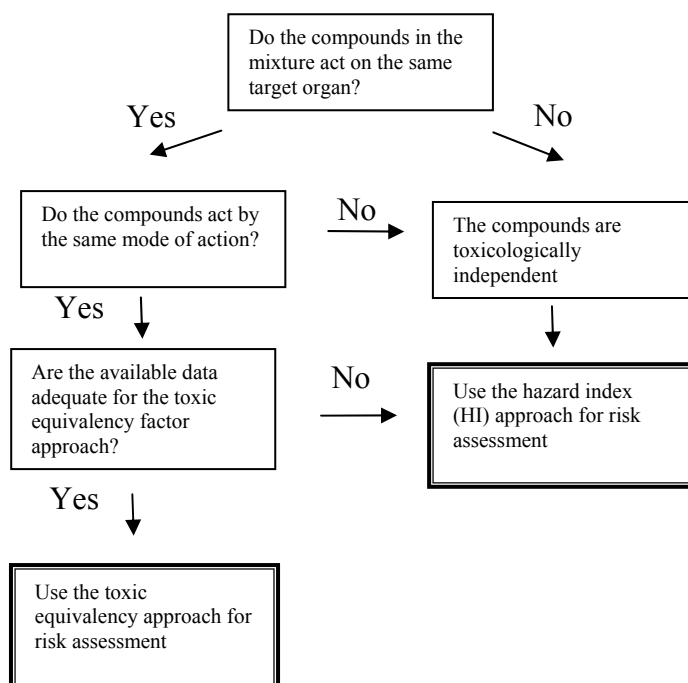 Do the compounds in the
mixture act on the same
target organ?
Yes
No
Do the compounds act by
the same mode of action?
No
The compounds are
toxicologically
independent
Yes
Are the available data
adequate for the toxic
equivalency factor
approach?
No
Use the hazard index
(HI) approach for risk
assessment
Yes
Use the toxic
equivalency approach for
risk assessment